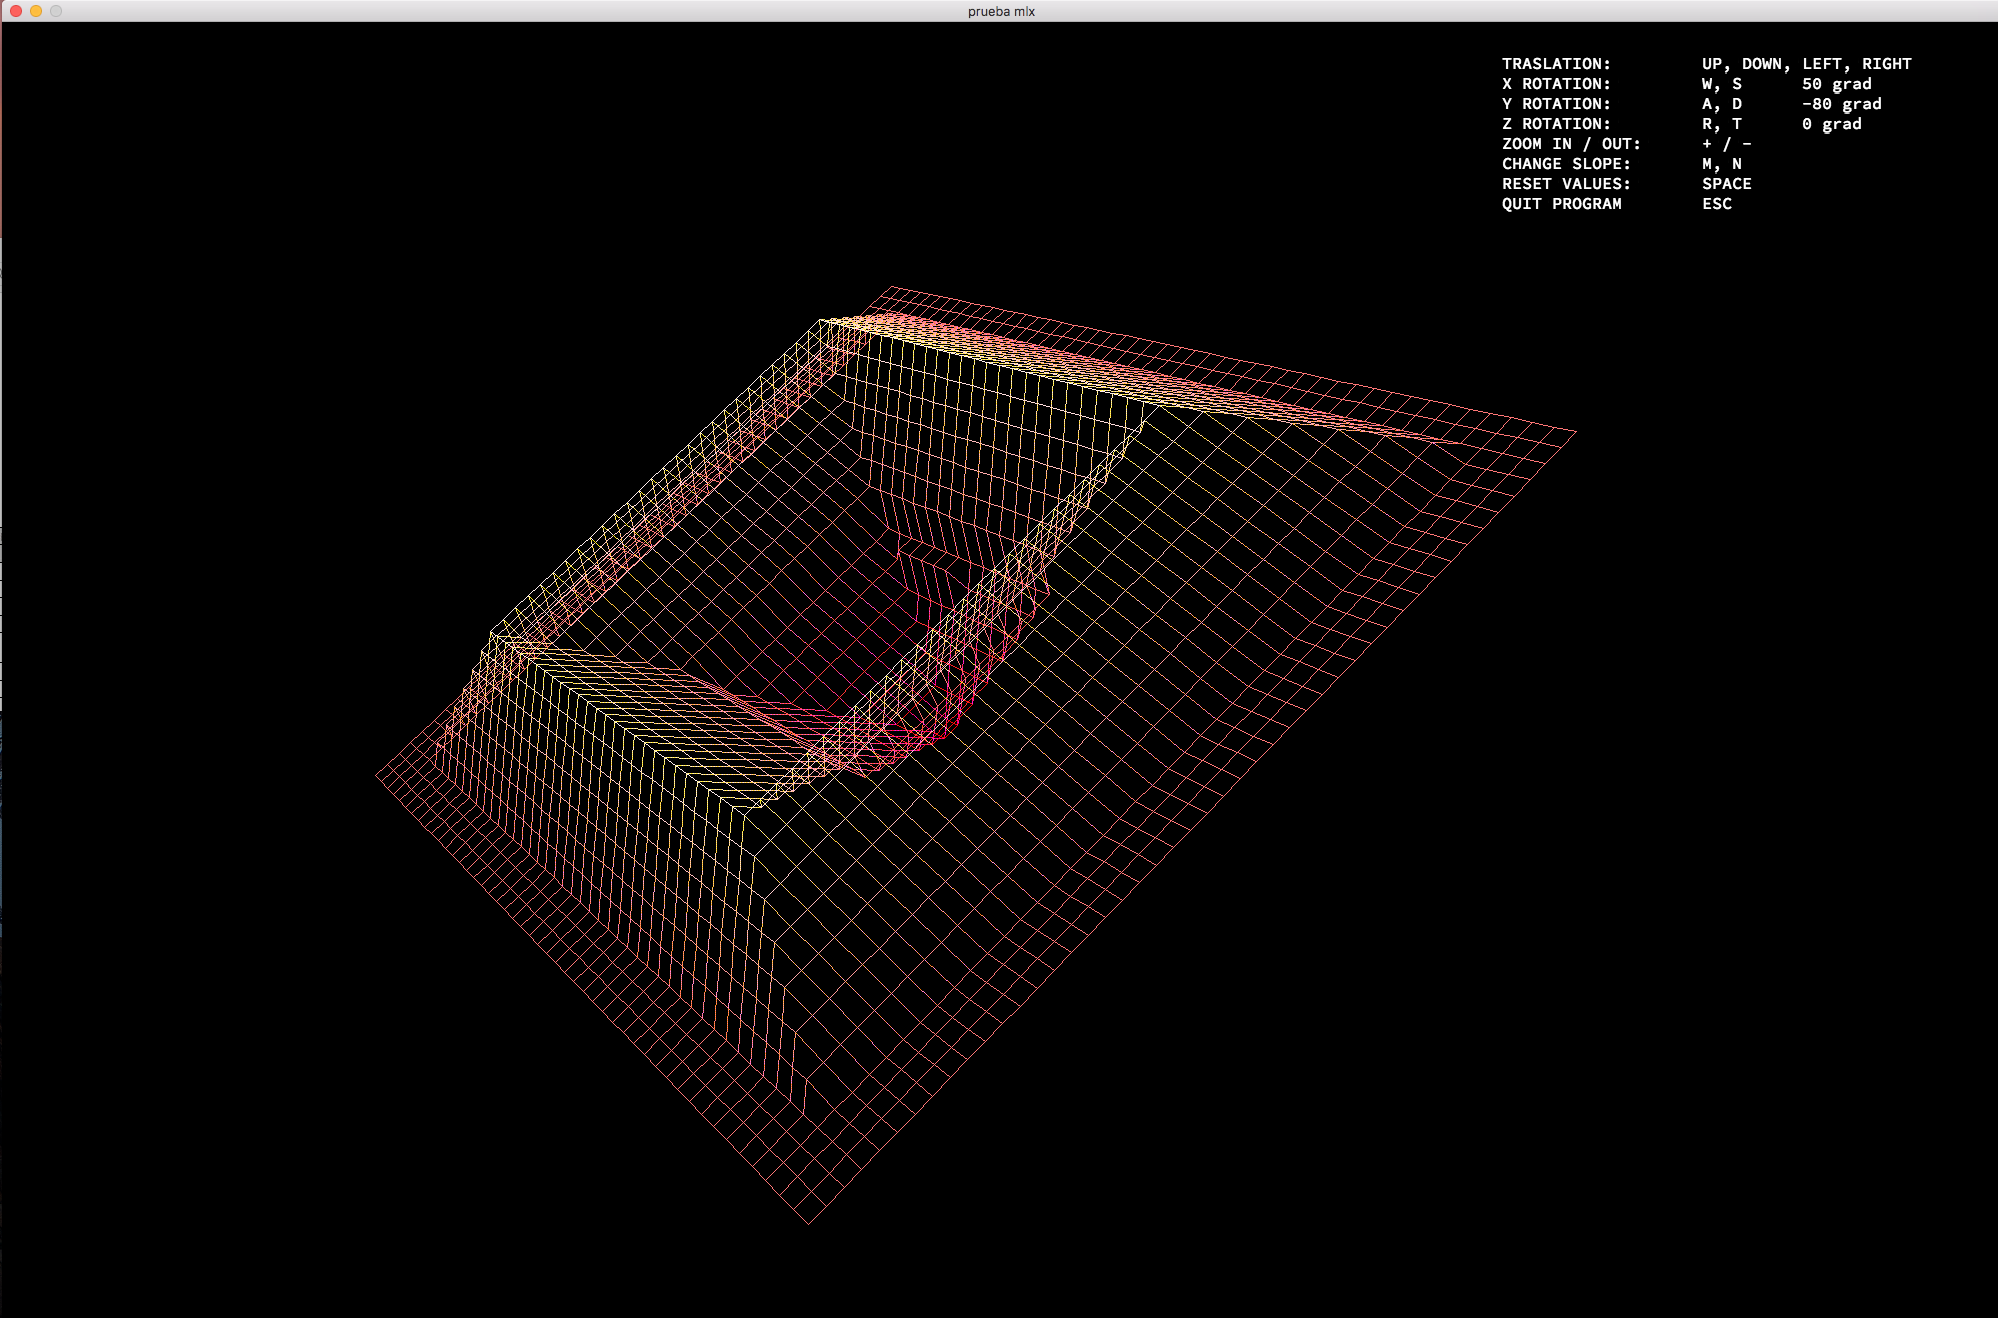 prueba mlx
TRASLATION: UP, DOWN, LEFT, RIGHT
X ROTATION: W, S 50 grad
Y ROTATION: A, D -80 grad
Z ROTATION: R, T 0 grad
ZOOM IN / OUT: + / -
CHANGE SLOPE: M, N
RESET VALUES: SPACE
QUIT PROGRAM ESC